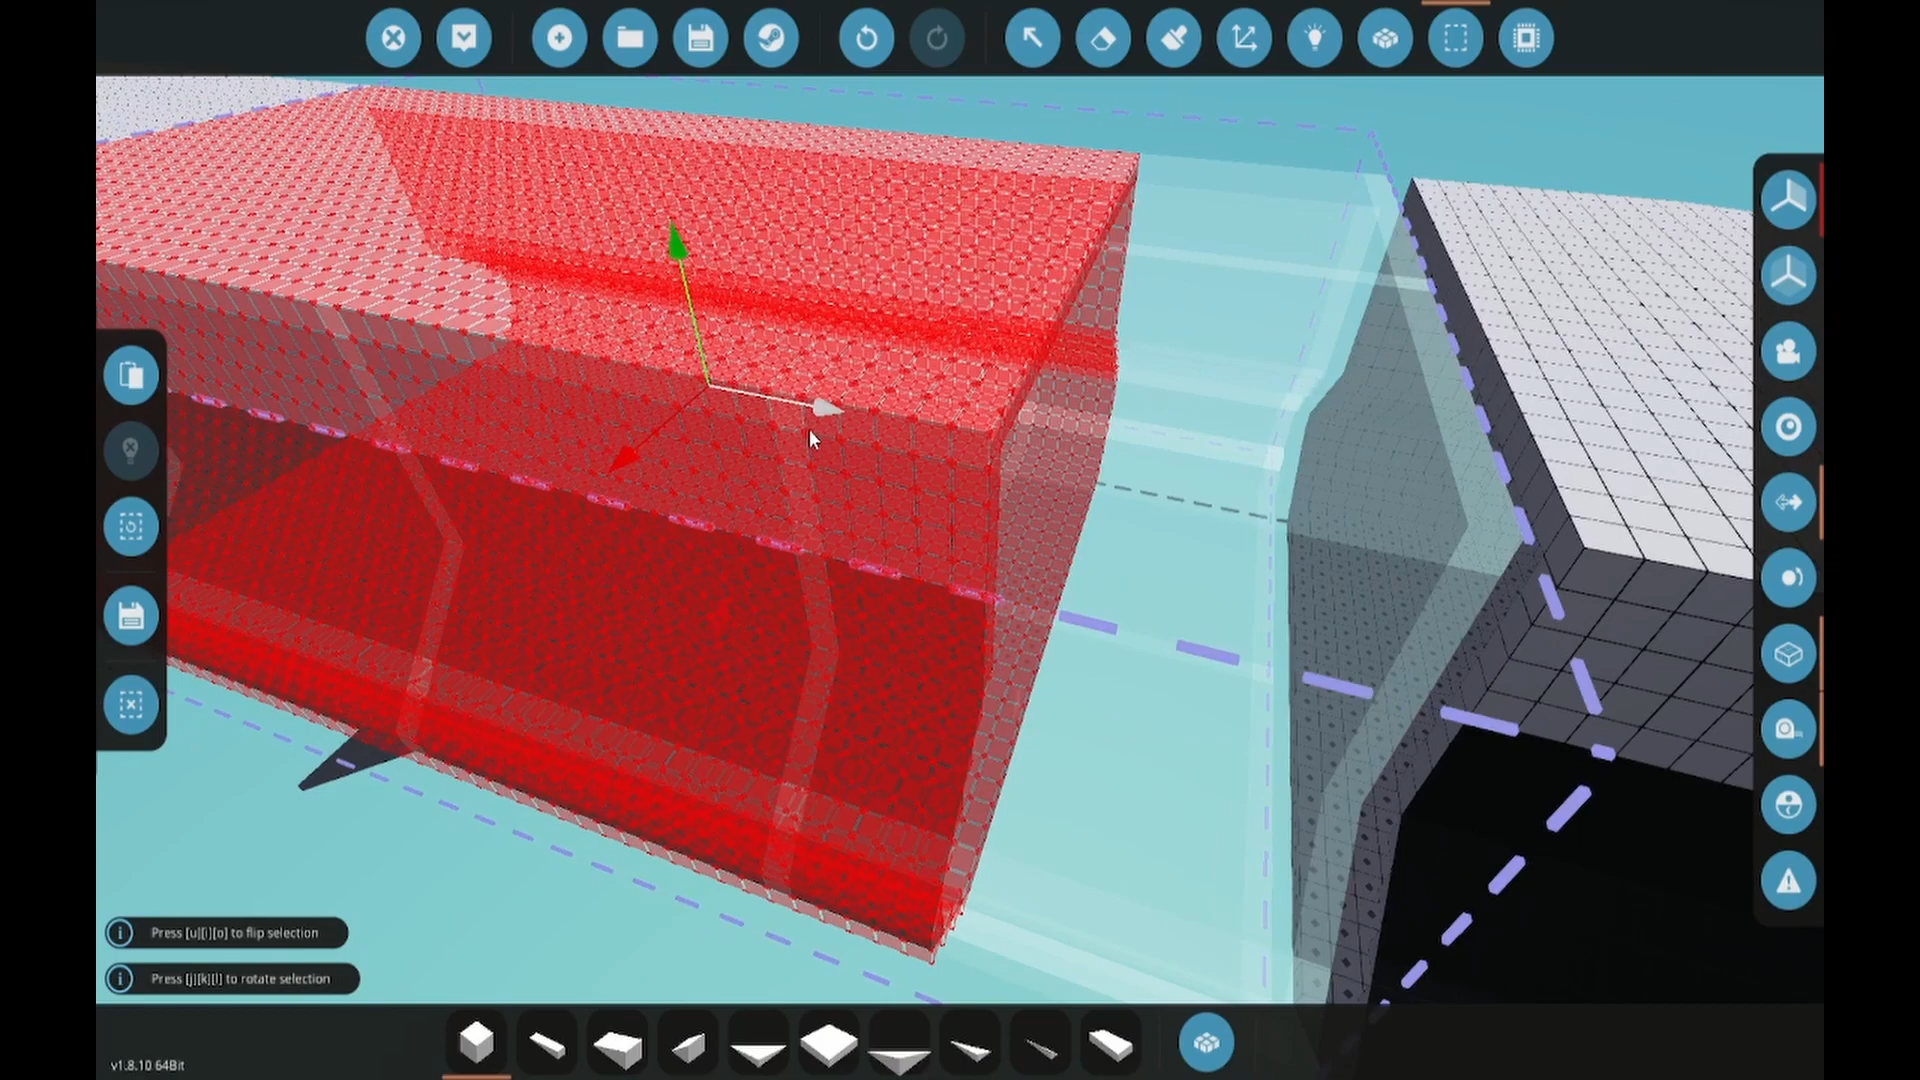 Press [u][i][o] to flip selection
Press [j][k][l] to rotate selection
v1.8.10 64Bit